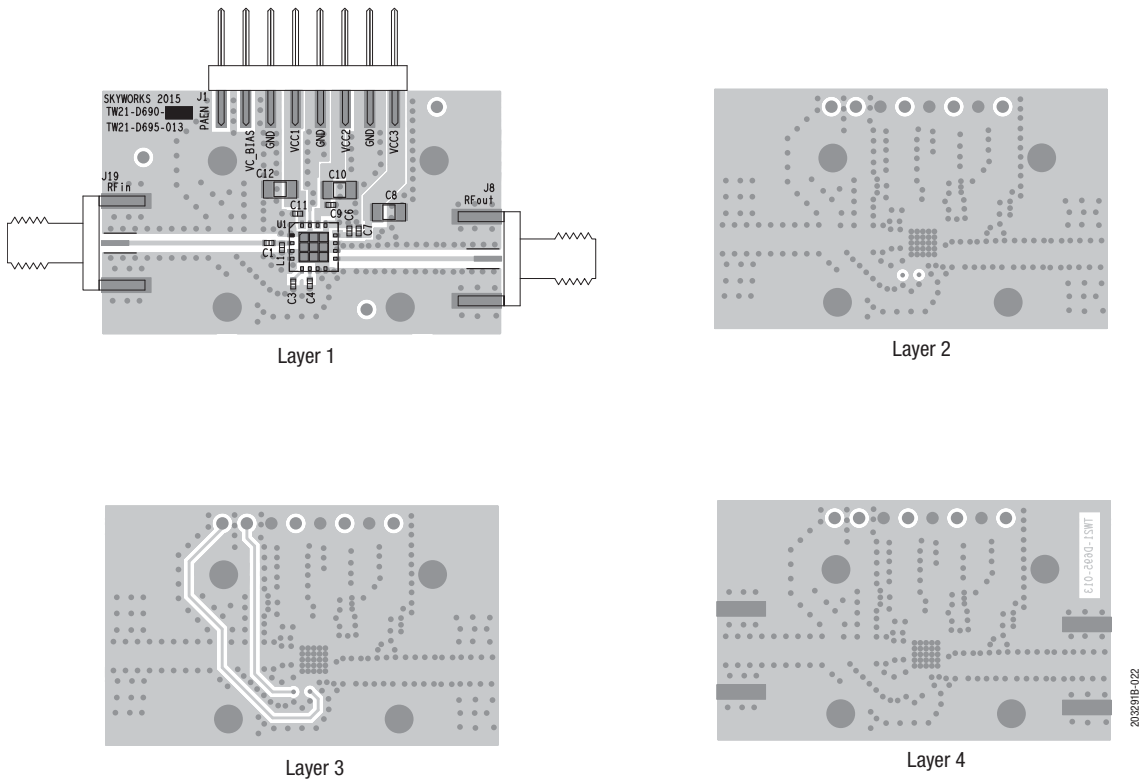 SKYWORKS 2015
TW21-D690-
TW21-D695-013
J1
PAEN
VC_BIAS
GND
VCC1
GND
VCC2
GND
VCC3
J19
RFin
C12
C10
C8
J8
RFout
C11
C9
C6
C7
U1
C1
L1
C3
C4
Layer 1
Layer 2
Layer 3
TW21-D695-013
Layer 4
203291B-022